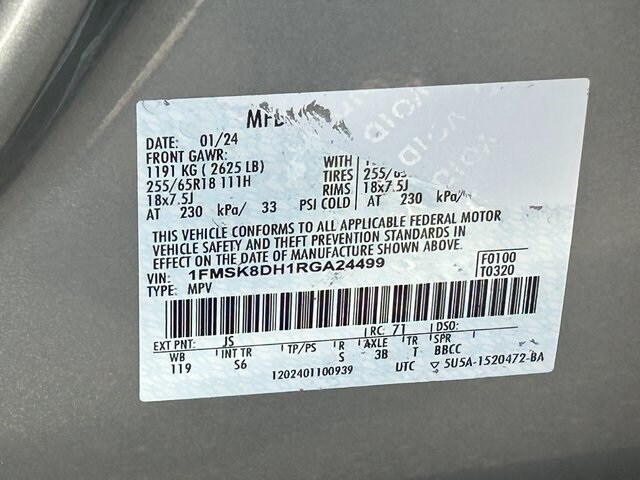 MFD
DATE: 01/24
FRONT GAWR: WITH
1191 KG ( 2625 LB) TIRES
255/65R18 111H RIMS 18x7.5J
18x7.5J PSI COLD
AT 230 kPa/ 33 AT 230 kPa/
VOID
VOID
THIS VEHICLE CONFORMS TO ALL APPLICABLE FEDERAL MOTOR
VEHICLE SAFETY AND THEFT PREVENTION STANDARDS IN
EFFECT ON THE DATE OF MANUFACTURE SHOWN ABOVE.
VIN: 1FMSK8DH1RGA24499 F0100
TYPE: MPV T0320
EXT PNT: JS RC: 71 DSO:
WB INT TR TP/PS R AXLE TR SPR
119 S6 S 3B T BBCC
1202401100939 UTC 5U5A-1520472-BA